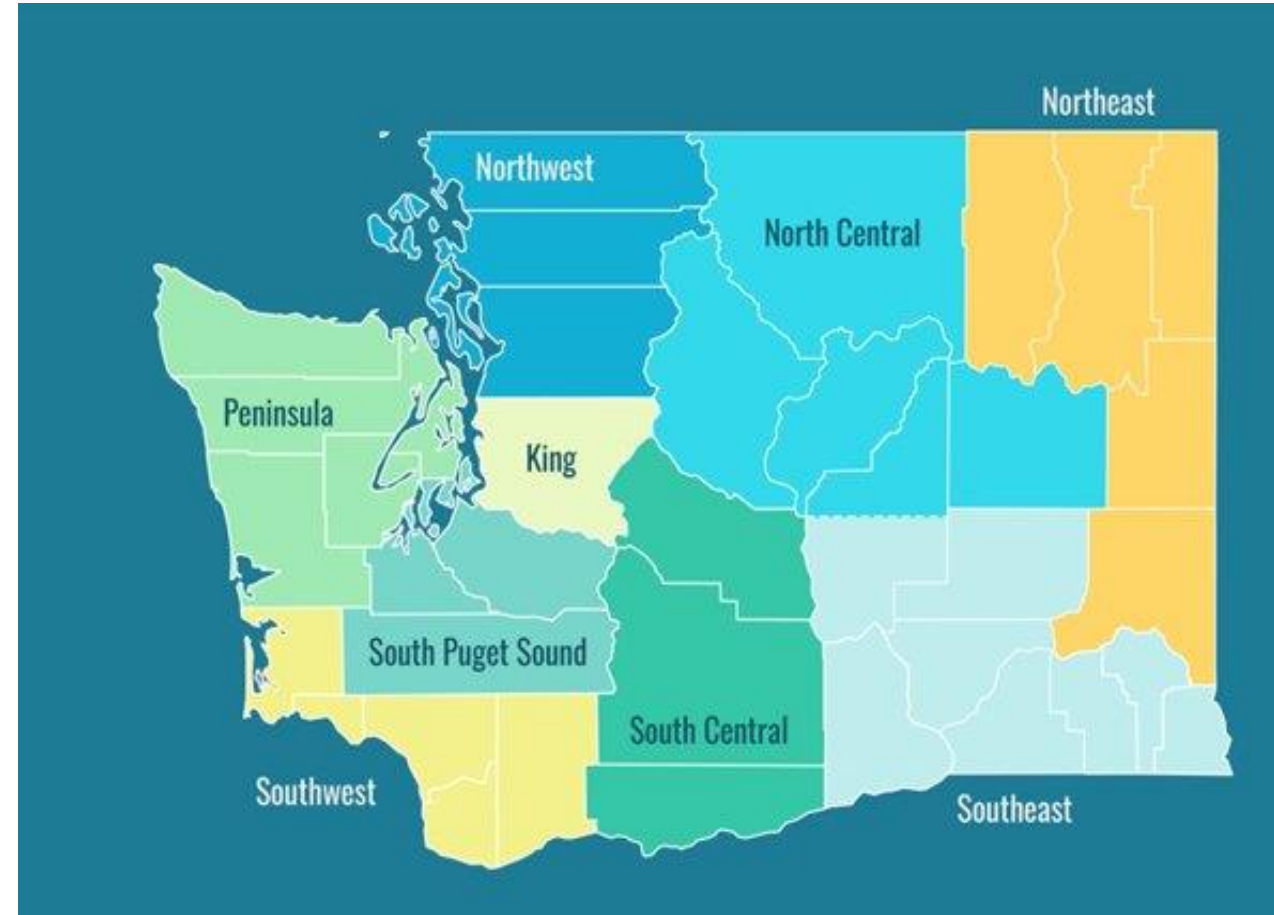 Northeast
Northwest
North Central
Peninsula
King
South Puget Sound
South Central
Southwest
Southeast